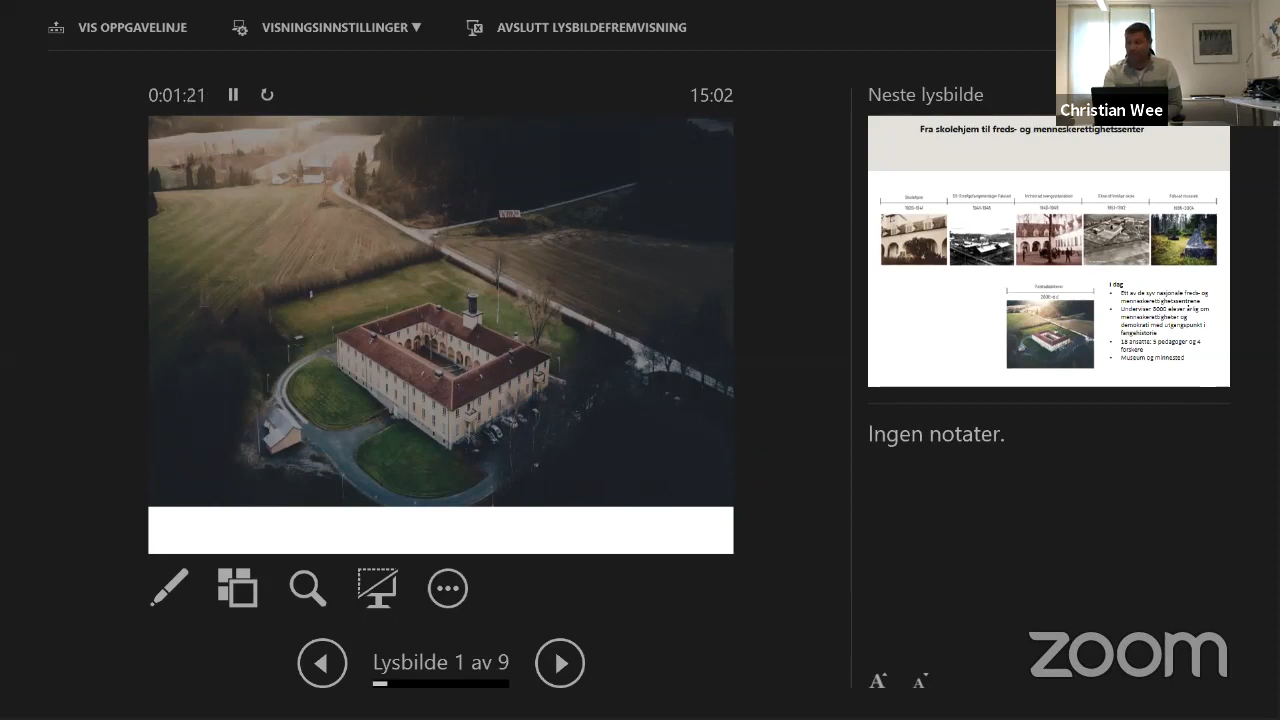 VIS OPPGAVELINJE
VISNINGSINNSTILLINGER ▼
AVSLUTT LYSBILDEFREMVISNING
Christian Wee
0:01:21
15:02
Neste lysbilde
Fra skolehjem til freds- og menneskerettighetssenter
I dag
Ett av de syv nasjonale freds- og
menneskerettighetssentrene
Underviser 6000 elever årlig om
menneskerettigheter og
demokrati med utgangspunkt i
fangehistorie
18 ansatte: 5 pedagoger og 4
forskere
Museum og minnested
Ingen notater.
Lysbilde 1 av 9
A A
zoom